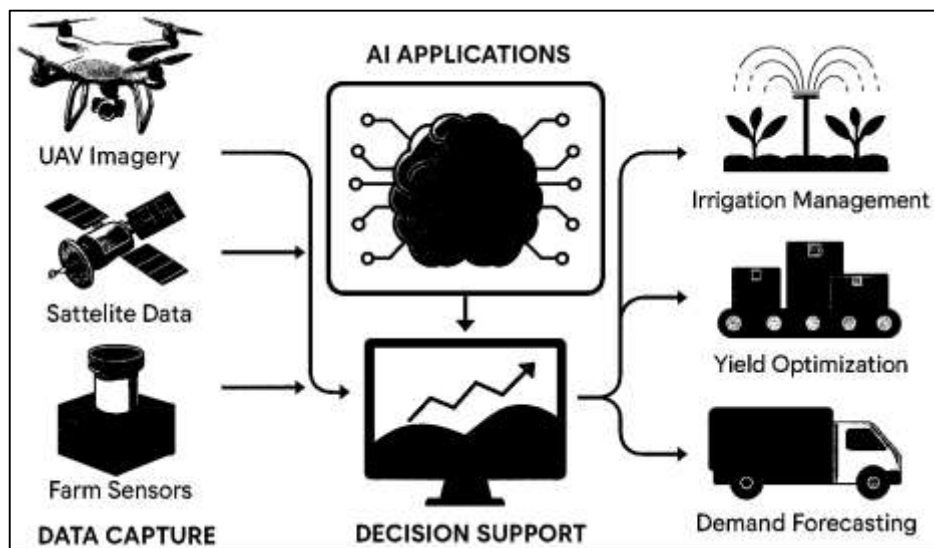 AI APPLICATIONS
UAV Imagery
Sattelite Data
Farm Sensors
DATA CAPTURE
DECISION SUPPORT
Irrigation Management
Yield Optimization
Demand Forecasting